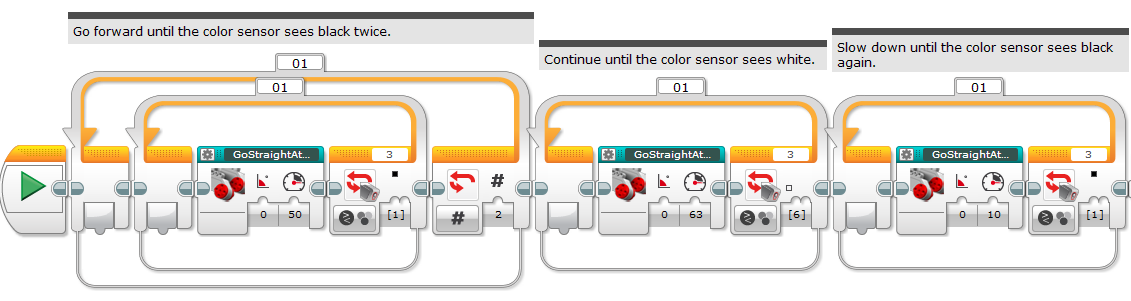 Go forward until the color sensor sees black twice.
Continue until the color sensor sees white.
Slow down until the color sensor sees black
again.
01
01
01
01
GoStraightAt...
3
#
GoStraightAt...
3
GoStraightAt...
3
0
50
[1]
#
2
0
63
[6]
0
10
[1]